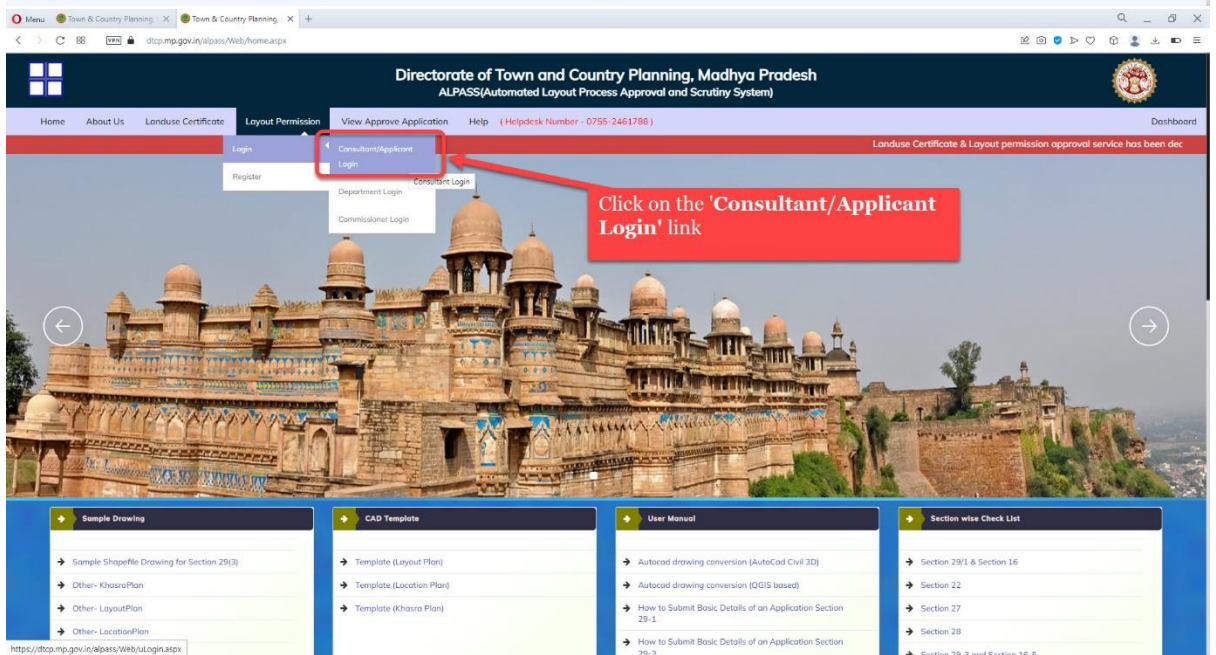 Menu
Town & Country Planning,
Town & Country Planning,
VPN
dtcp.mp.gov.in/alpass/Web/home.aspx
Directorate of Town and Country Planning, Madhya Pradesh
ALPASS(Automated Layout Process Approval and Scrutiny System)
Home About Us Landuse Certificate Layout Permission View Approve Application Help ( Helpdesk Number - 0755-2461788 ) Dashboard
Landuse Certificate & Layout permission approval service has been dec
Login
Register
Consultant/Applicant
Login
Consultant Login
Department Login
Commissioner Login
Click on the 'Consultant/Applicant
Login' link
Sample Drawing
Sample Shapefile Drawing for Section 29(3)
Other- KhasraPlan
Other- LayoutPlan
Other- LocationPlan
CAD Template
Template (Layout Plan)
Template (Location Plan)
Template (Khasra Plan)
User Manual
Autocad drawing conversion (AutoCad Civil 3D)
Autocad drawing conversion (QGIS based)
How to Submit Basic Details of an Application Section
29-1
How to Submit Basic Details of an Application Section
29-3
Section wise Check List
Section 29/1 & Section 16
Section 22
Section 27
Section 28
Section 29-3 and Section 16-5
https://dtcp.mp.gov.in/alpass/Web/uLogin.aspx